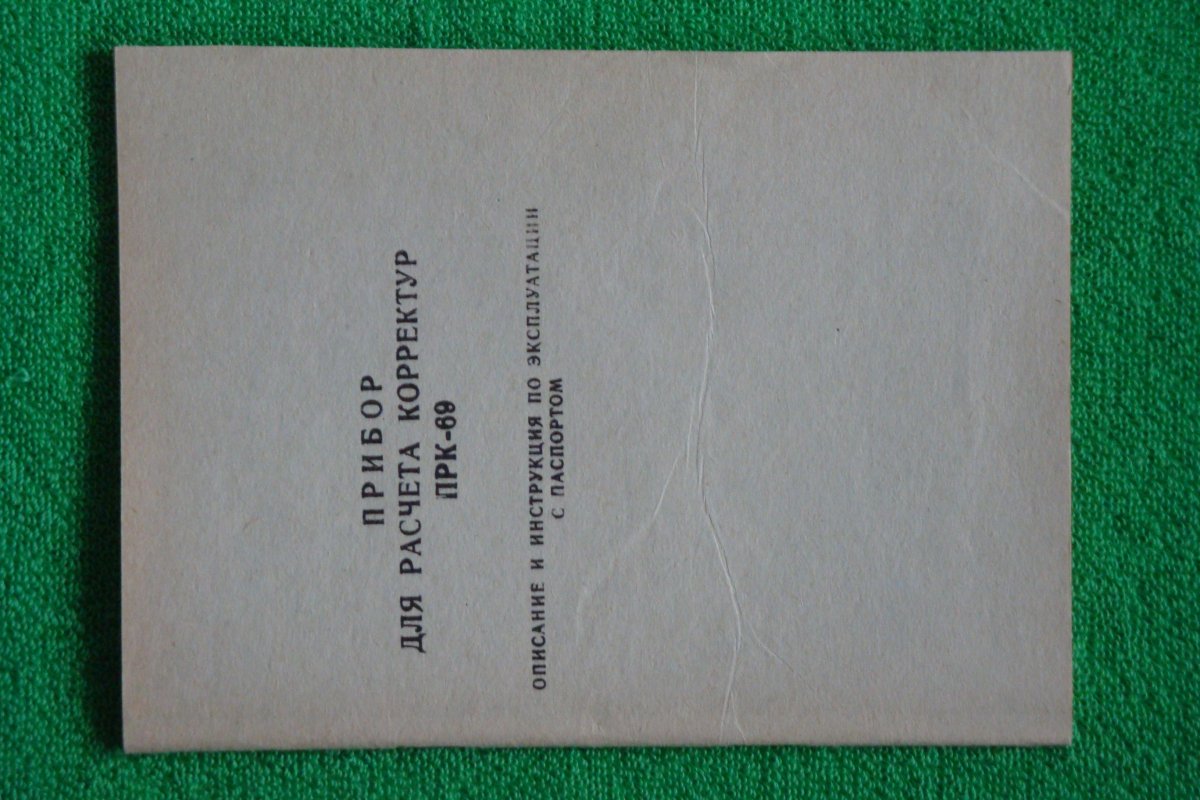 ПРИБОР
ДЛЯ РАСЧЕТА КОРРЕКТУР
ПРК-69
ОПИСАНИЕ И ИНСТРУКЦИЯ ПО ЭКСПЛУАТАЦИИ
С ПАСПОРТОМ